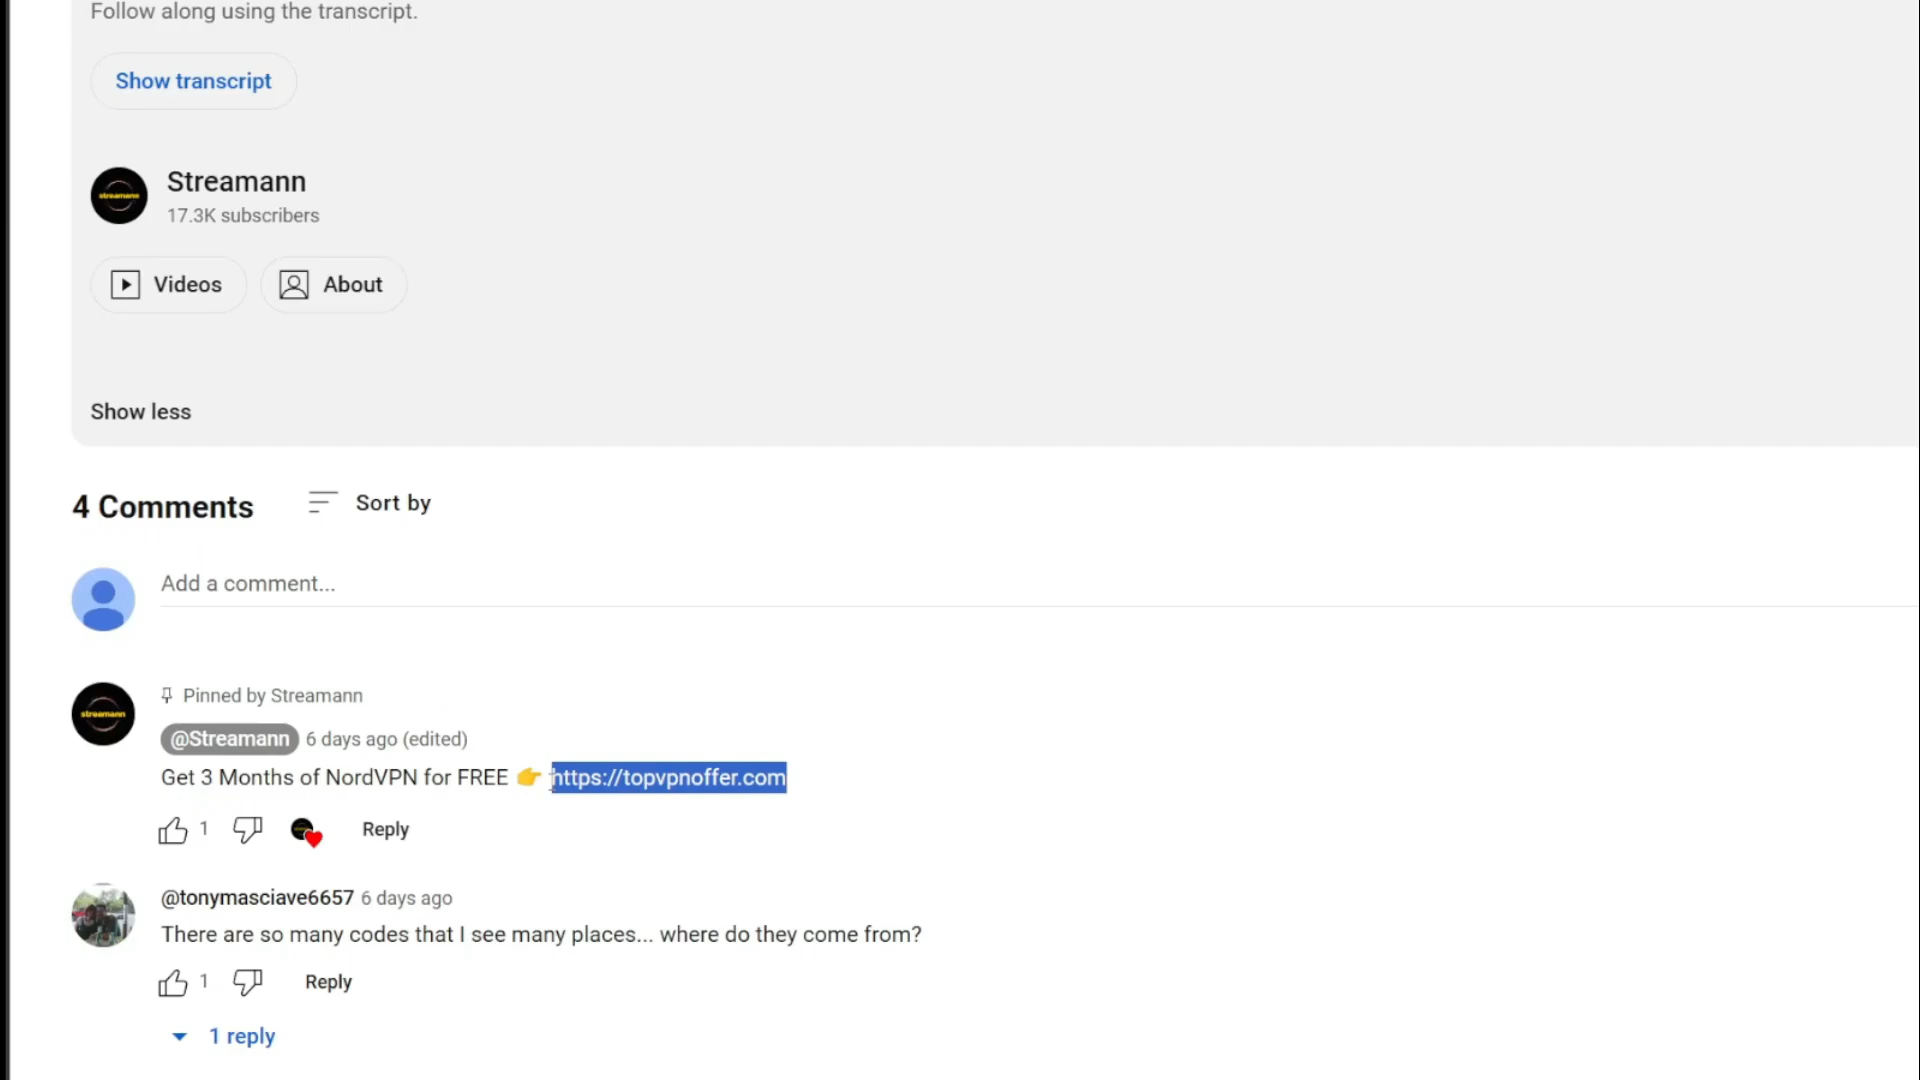 Follow along using the transcript.
Show transcript
streamann
Streamann
17.3K subscribers
Videos
About
Show less
4 Comments
Sort by
Add a comment...
Pinned by Streamann
streamann
@Streamann 6 days ago (edited)
Get 3 Months of NordVPN for FREE 👉 https://topvpnoffer.com
1
Reply
@tonymasciave6657 6 days ago
There are so many codes that I see many places... where do they come from?
1
Reply
1 reply